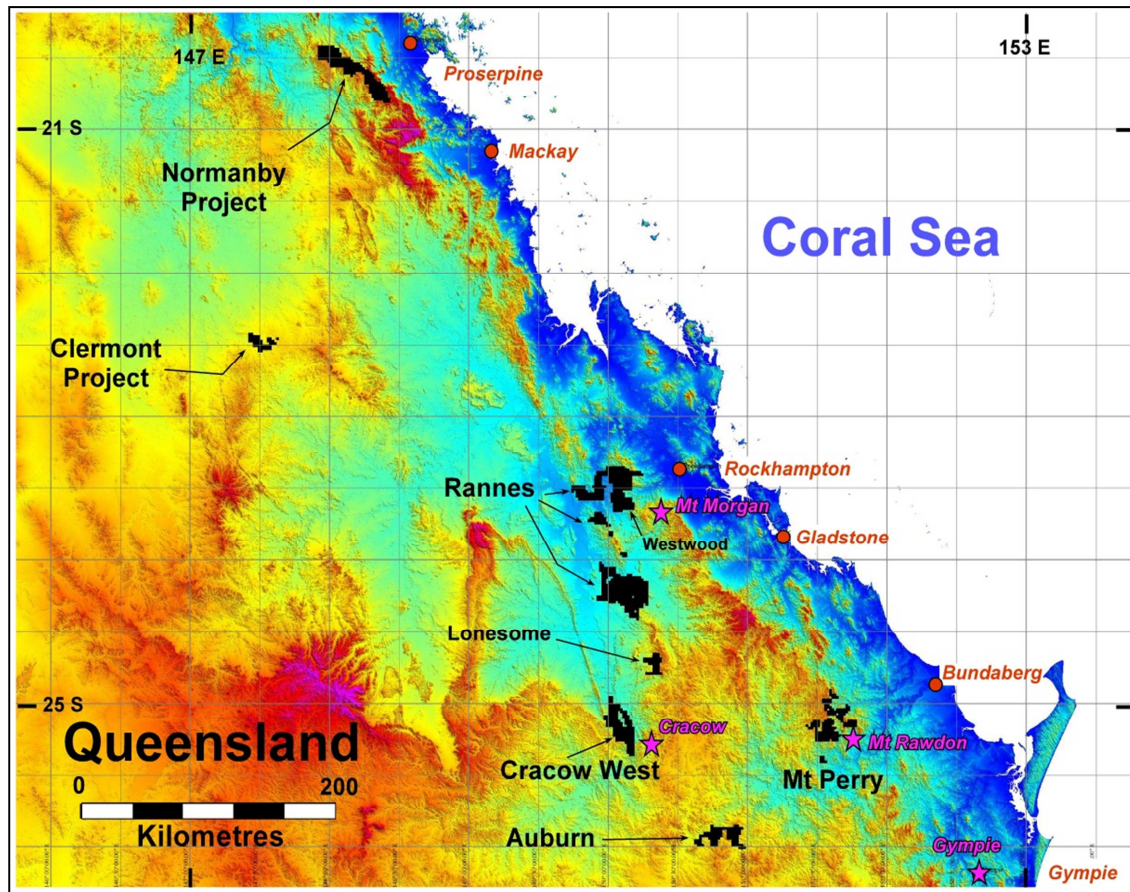 147 E
153 E
Proserpine
21 S
Mackay
Normanby
Project
Coral Sea
Clermont
Project
Rockhampton
Rannes
Mt Morgan
Westwood
Gladstone
Lonesome
Bundaberg
25 S
Queensland
Cracow
Mt Rawdon
Cracow West
Mt Perry
0
200
Kilometres
Auburn
Gympie
Gympie